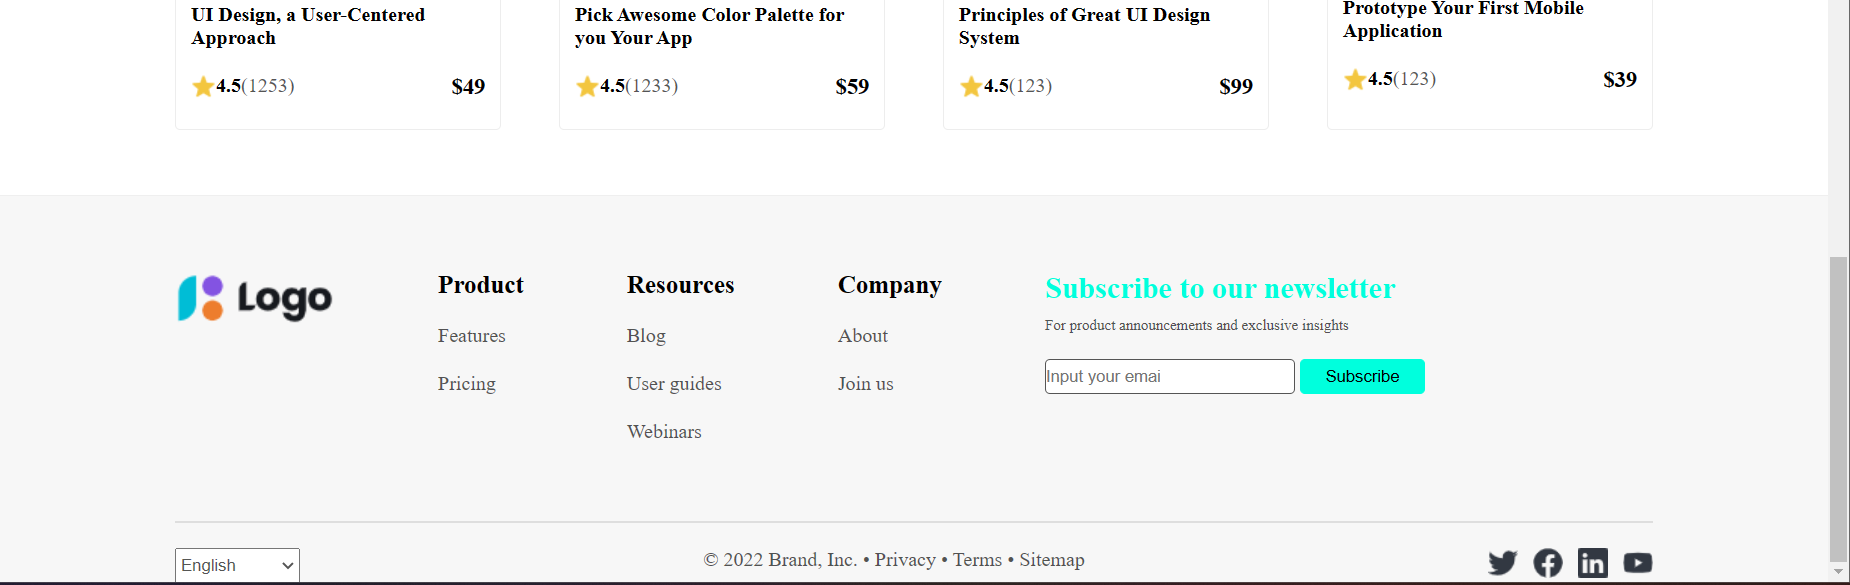 UI Design, a User-Centered
Approach
4.5(1253) $49
Pick Awesome Color Palette for
you Your App
4.5(1233) $59
Principles of Great UI Design
System
4.5(123) $99
Prototype Your First Mobile
Application
4.5(123) $39
Logo
Product
Features
Pricing
Resources
Blog
User guides
Webinars
Company
About
Join us
Subscribe to our newsletter
For product announcements and exclusive insights
Input your emai Subscribe
English
© 2022 Brand, Inc. • Privacy • Terms • Sitemap
in